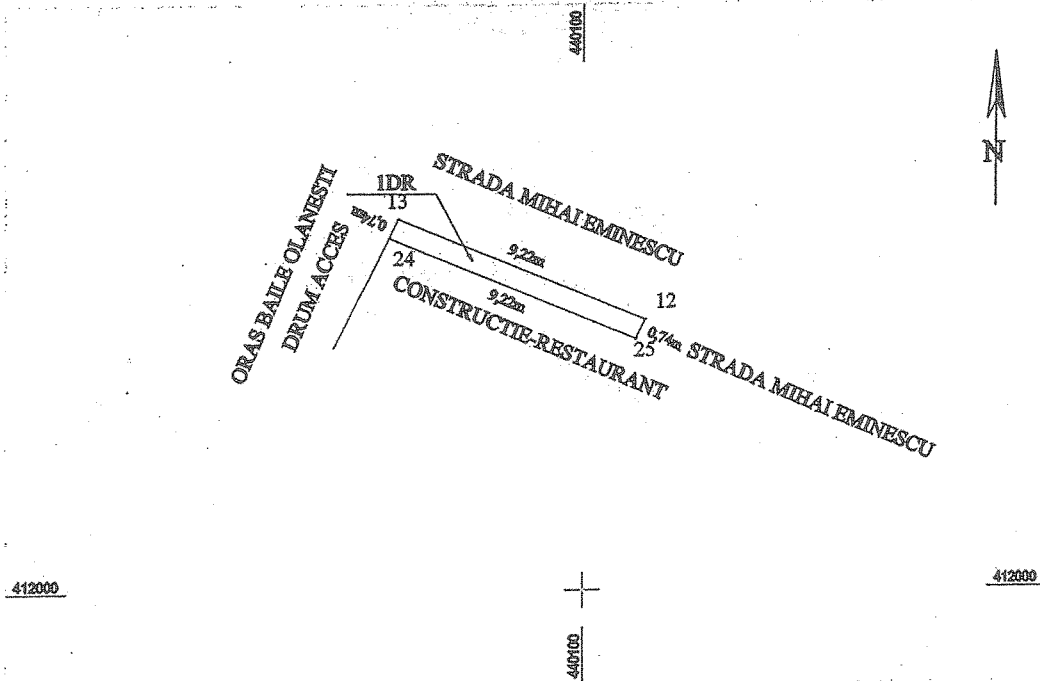 440100
N
STRADA MIHAI EMINESCU
1DR
13
ORAS BAILE OLANESTI
DRUM ACCES
0,74m
9,22m
24
9,22m
12
CONSTRUCTIE-RESTAURANT
0,74m
25
STRADA MIHAI EMINESCU
412000
412000
440100